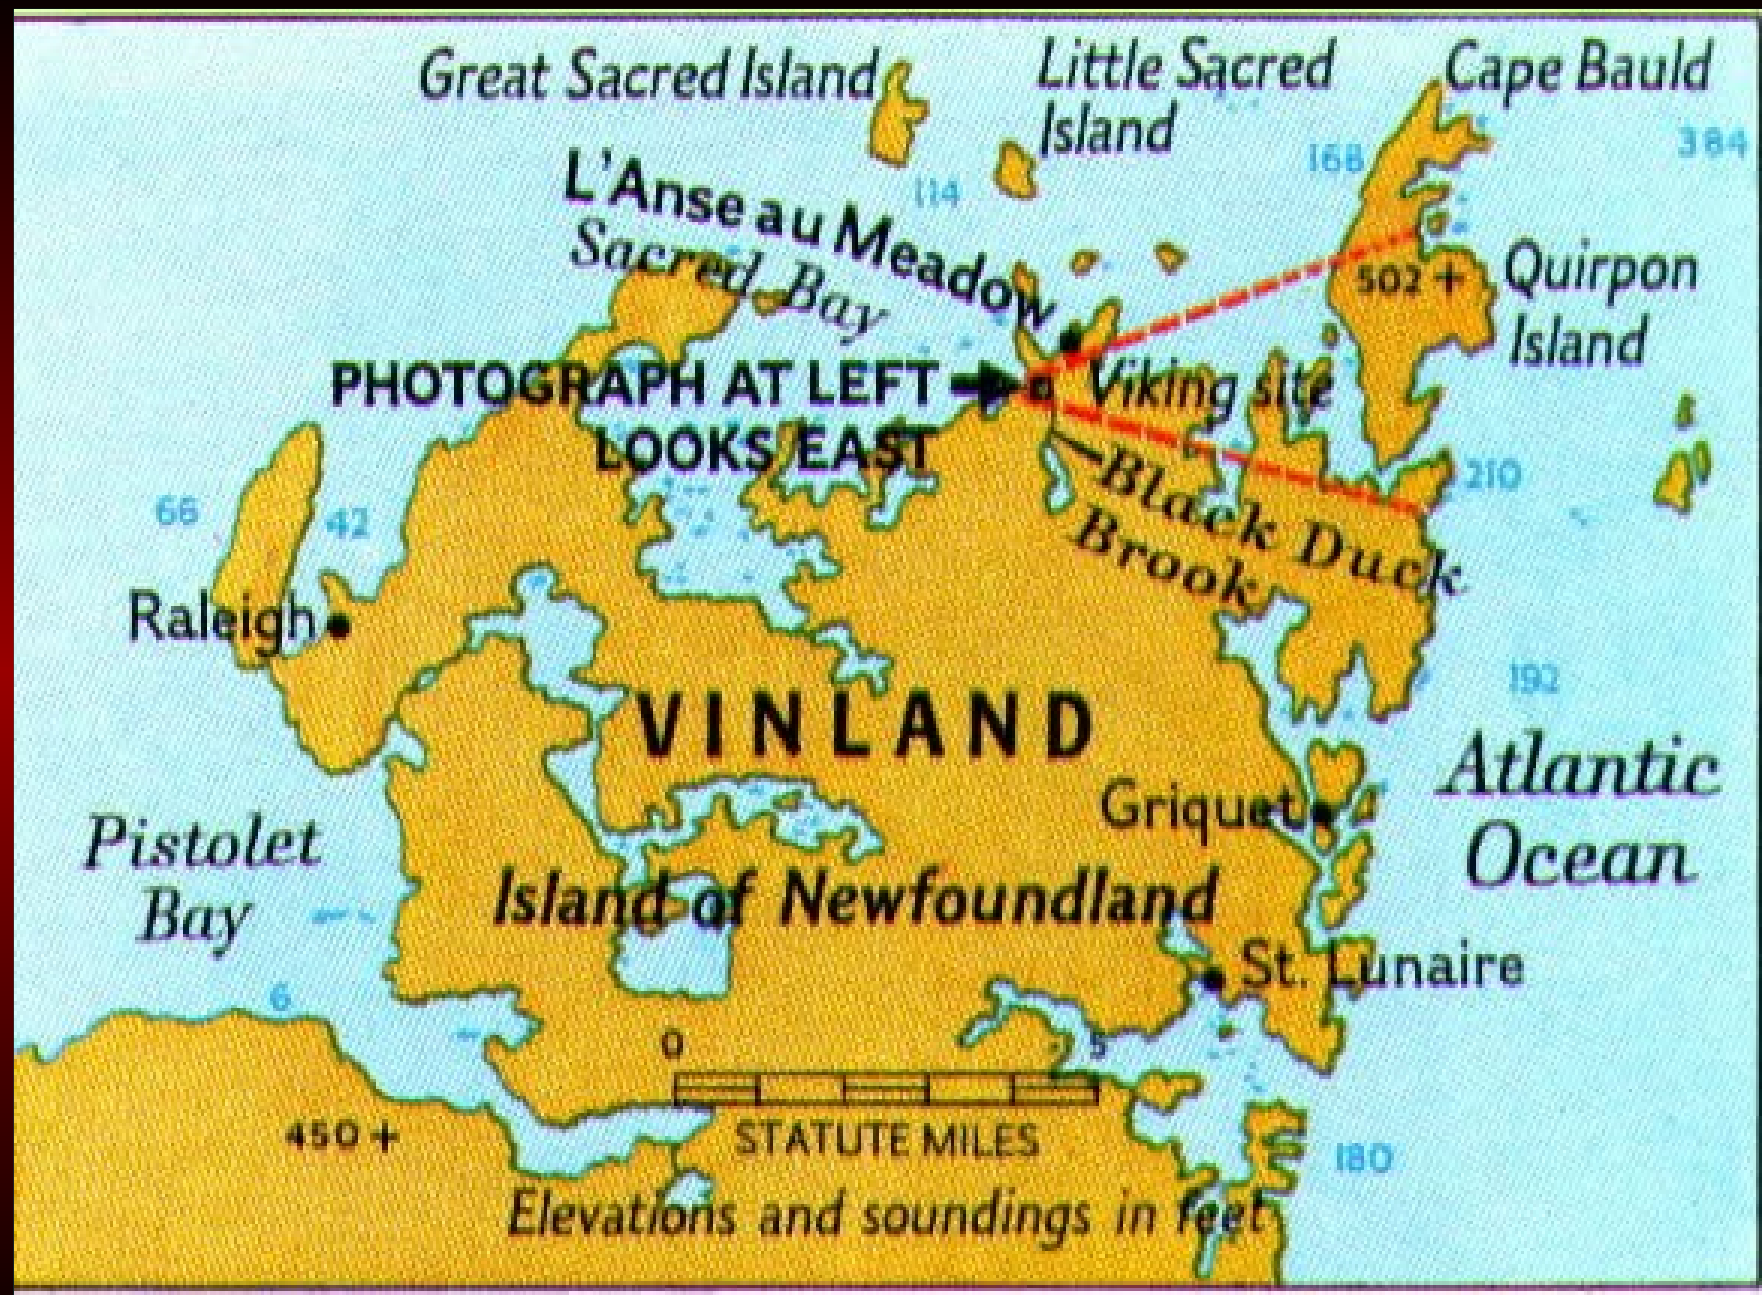 Great Sacred Island
Little Sacred
Island
Cape Bauld
384
168
114
L'Anse au Meadow
Sacred Bay
Quirpon
Island
502 +
PHOTOGRAPH AT LEFT
LOOKS EAST
Viking site
210
Black Duck
Brook
66
42
Raleigh
192
VINLAND
Atlantic
Ocean
Griquet
Pistolet
Bay
Island of Newfoundland
St. Lunaire
6
0 5
STATUTE MILES
450 +
180
Elevations and soundings in feet